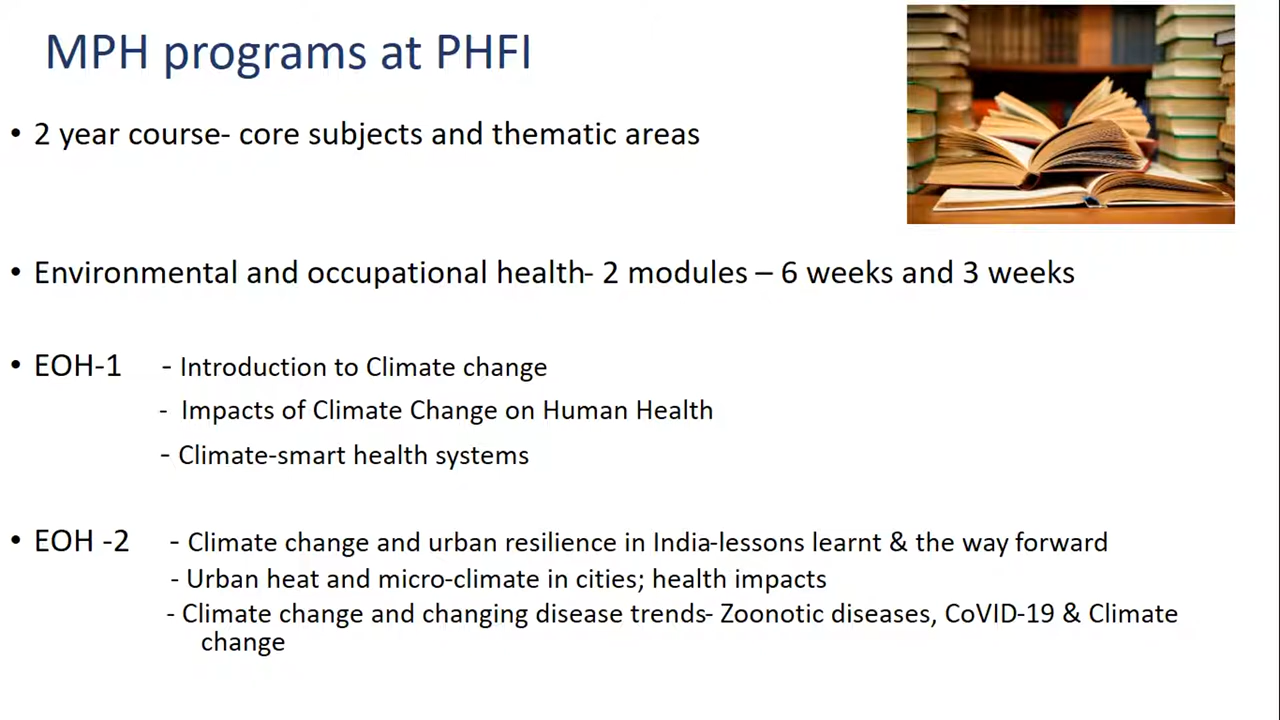 MPH programs at PHFI
• 2 year course- core subjects and thematic areas
• Environmental and occupational health- 2 modules – 6 weeks and 3 weeks
• EOH-1 - Introduction to Climate change
- Impacts of Climate Change on Human Health
- Climate-smart health systems
• EOH -2 - Climate change and urban resilience in India-lessons learnt & the way forward
- Urban heat and micro-climate in cities; health impacts
- Climate change and changing disease trends- Zoonotic diseases, CoVID-19 & Climate
change